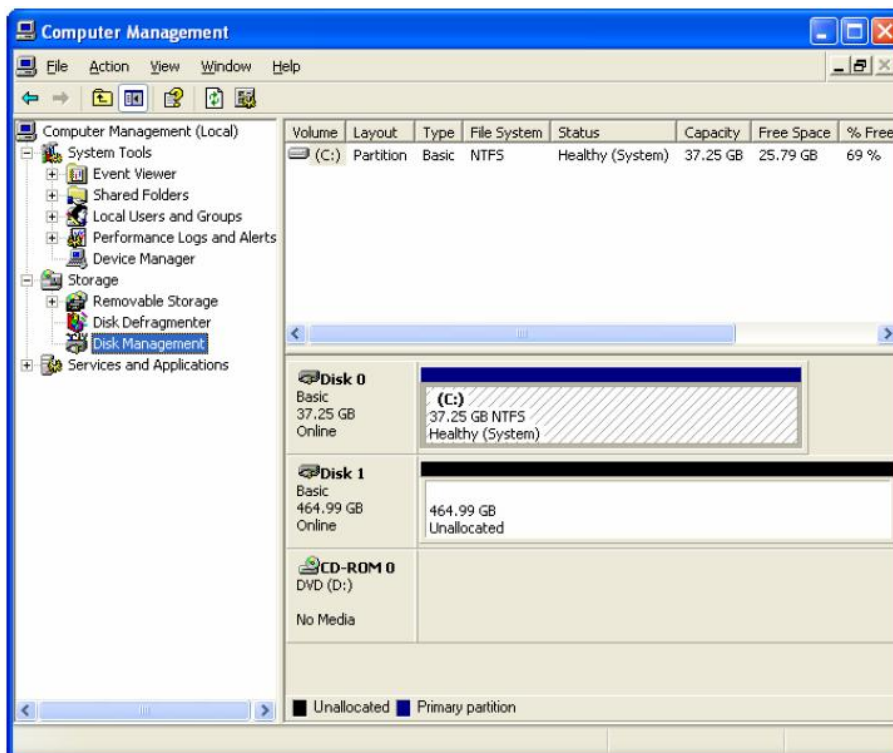 Computer Management
File Action View Window Help
Computer Management (Local)
System Tools
Event Viewer
Shared Folders
Local Users and Groups
Performance Logs and Alerts
Device Manager
Storage
Removable Storage
Disk Defragmenter
Disk Management
Services and Applications
Volume Layout Type File System Status Capacity Free Space % Free
(C:) Partition Basic NTFS Healthy (System) 37.25 GB 25.79 GB 69 %
Disk 0
Basic
37.25 GB
Online
(C:)
37.25 GB NTFS
Healthy (System)
Disk 1
Basic
464.99 GB
Online
464.99 GB
Unallocated
CD-ROM 0
DVD (D:)
No Media
Unallocated Primary partition